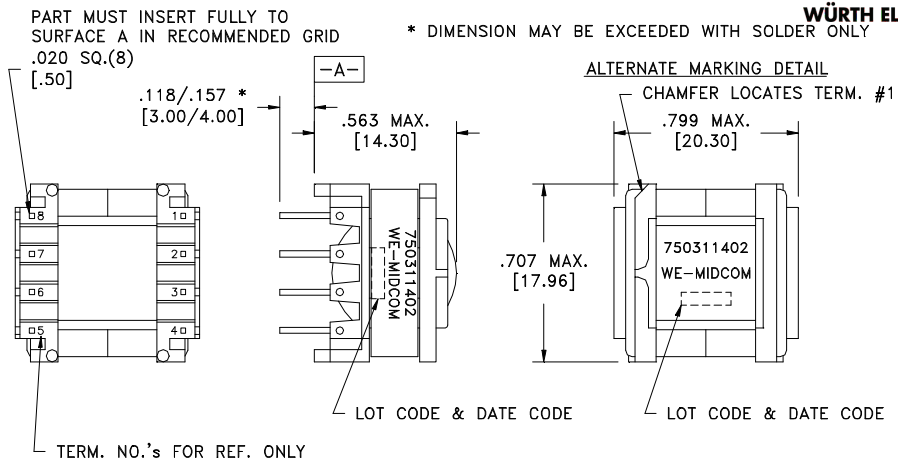 WÜRTH EL
PART MUST INSERT FULLY TO
SURFACE A IN RECOMMENDED GRID
* DIMENSION MAY BE EXCEEDED WITH SOLDER ONLY
.020 SQ.(8)
[.50]
-A-
ALTERNATE MARKING DETAIL
CHAMFER LOCATES TERM. #1
.118/.157 *
[3.00/4.00]
.563 MAX.
[14.30]
.799 MAX.
[20.30]
8
1
7
2
6
3
5
4
750311402
WE-MIDCOM
.707 MAX.
[17.96]
750311402
WE-MIDCOM
LOT CODE & DATE CODE
LOT CODE & DATE CODE
TERM. NO.'s FOR REF. ONLY